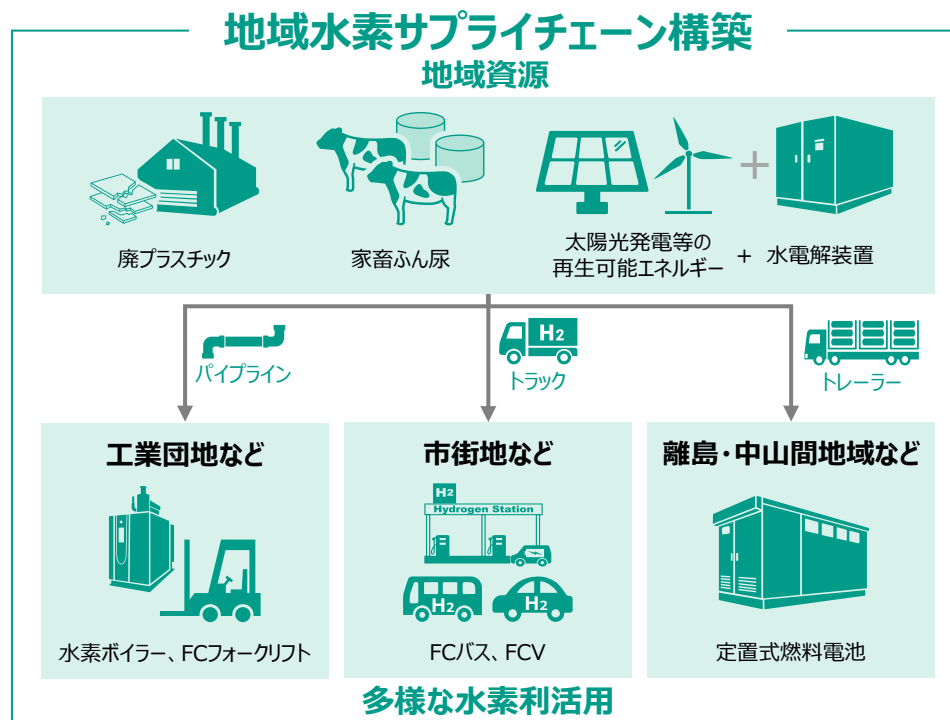 地域水素サプライチェーン構築
地域資源
廃プラスチック
家畜ふん尿
太陽光発電等の
再生可能エネルギー + 水電解装置
パイプライン
H2
トラック
トレーラー
工業団地など
水素ボイラー、FCフォークリフト
市街地など
H2
Hydrogen Station
H2
H2
FCバス、FCV
離島・中山間地域など
定置式燃料電池
多様な水素利活用